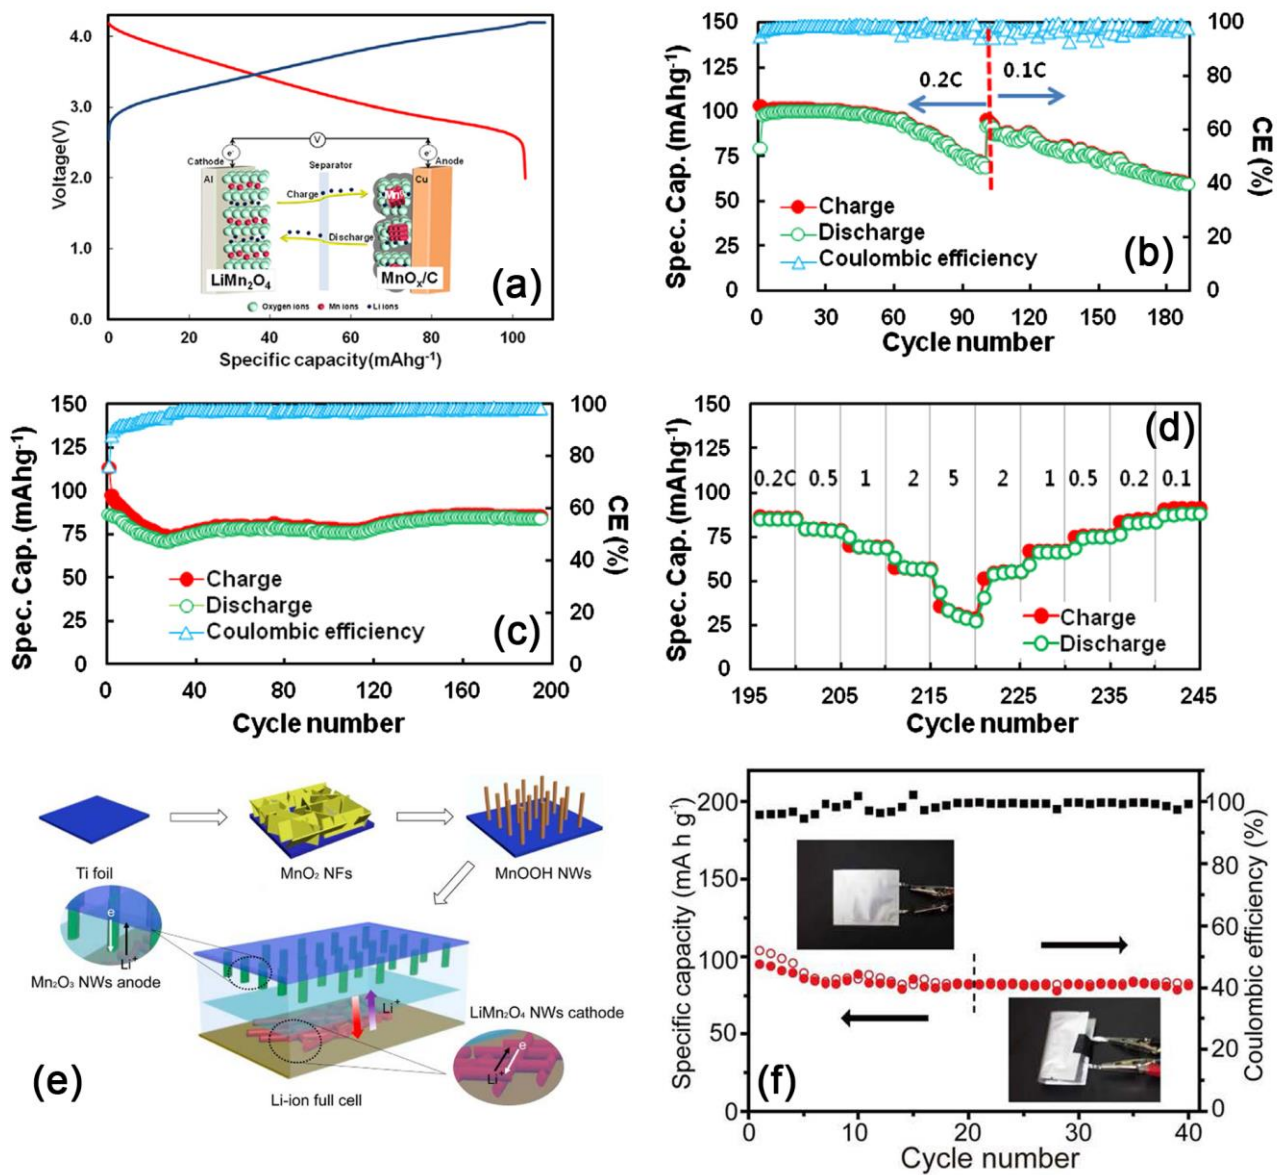 4.0
3.0
2.0
1.0
0.0
Voltage(V)
0 20 40 60 80 100
Specific capacity(mAhg-1)
V
e-
e-
Cathode
Separator
Anode
Al
Cu
Charge
Discharge
LiMn2O4
MnOx/C
Oxygen ions Mn ions Li ions
(a)
150
125
100
75
50
25
0
Spec. Cap. (mAhg-1)
100
80
60
40
20
0
CE (%)
0.2C
0.1C
Charge
Discharge
Coulombic efficiency
(b)
0 30 60 90 120 150 180
Cycle number
150
125
100
75
50
25
0
Spec. Cap. (mAhg-1)
100
80
60
40
20
0
CE (%)
Charge
Discharge
Coulombic efficiency
(c)
0 40 80 120 160 200
Cycle number
150
125
100
75
50
25
0
Spec. Cap. (mAhg-1)
(d)
0.2C 0.5 1 2 5 2 1 0.5 0.2 0.1
Charge
Discharge
195 205 215 225 235 245
Cycle number
Ti foil
MnO2 NFs
MnOOH NWs
e
Li+
Mn2O3 NWs anode
Li+
LiMn2O4 NWs cathode
e
Li+
Li-ion full cell
(e)
200
150
100
50
0
Specific capacity (mA h g-1)
100
80
60
40
20
0
Coulombic efficiency (%)
(f)
0 10 20 30 40
Cycle number